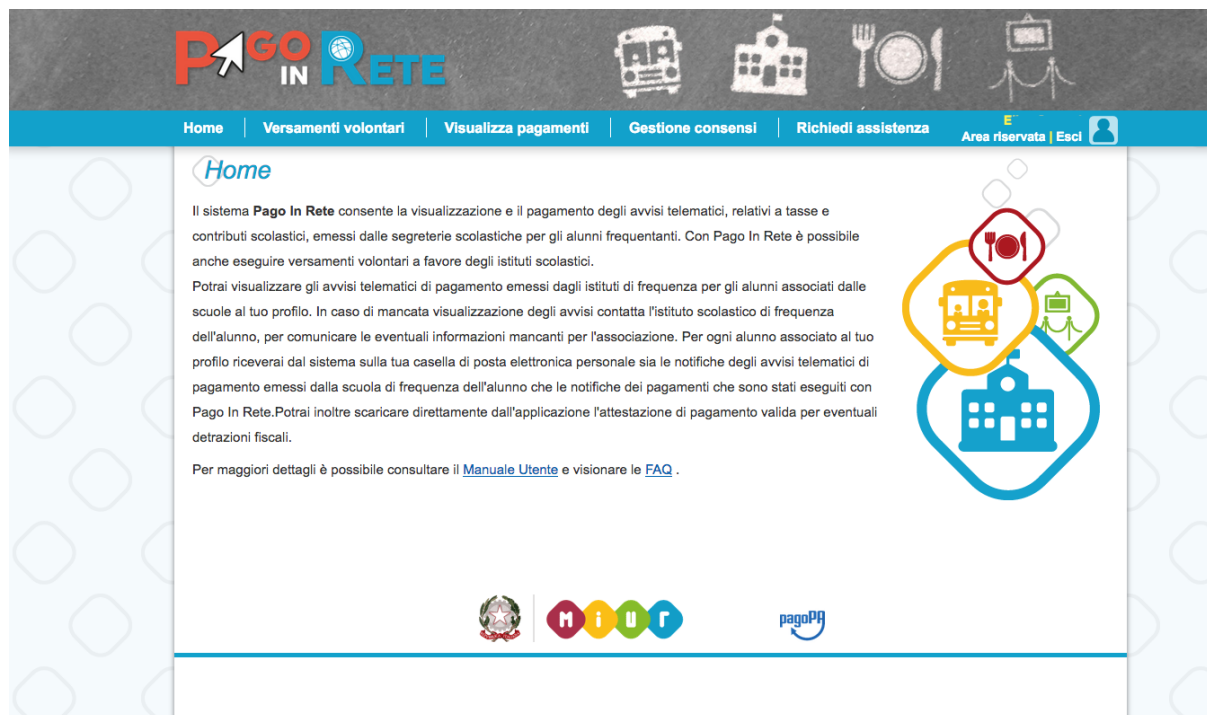 PAGO
IN RETE
Home Versamenti volontari Visualizza pagamenti Gestione consensi Richiedi assistenza
E
Area riservata | Esci
Home
Il sistema Pago In Rete consente la visualizzazione e il pagamento degli avvisi telematici, relativi a tasse e
contributi scolastici, emessi dalle segreterie scolastiche per gli alunni frequentanti. Con Pago In Rete è possibile
anche eseguire versamenti volontari a favore degli istituti scolastici.
Potrai visualizzare gli avvisi telematici di pagamento emessi dagli istituti di frequenza per gli alunni associati dalle
scuole al tuo profilo. In caso di mancata visualizzazione degli avvisi contatta l'istituto scolastico di frequenza
dell'alunno, per comunicare le eventuali informazioni mancanti per l'associazione. Per ogni alunno associato al tuo
profilo riceverai dal sistema sulla tua casella di posta elettronica personale sia le notifiche degli avvisi telematici di
pagamento emessi dalla scuola di frequenza dell'alunno che le notifiche dei pagamenti che sono stati eseguiti con
Pago In Rete.Potrai inoltre scaricare direttamente dall'applicazione l'attestazione di pagamento valida per eventuali
detrazioni fiscali.
Per maggiori dettagli è possibile consultare il Manuale Utente e visionare le FAQ .
MiUr
pagoPA